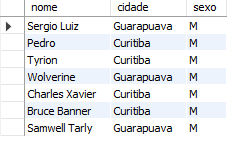 nome cidade sexo
Sergio Luiz Guarapuava M
Pedro Curitiba M
Tyrion Curitiba M
Wolverine Guarapuava M
Charles Xavier Curitiba M
Bruce Banner Curitiba M
Samwell Tarly Guarapuava M